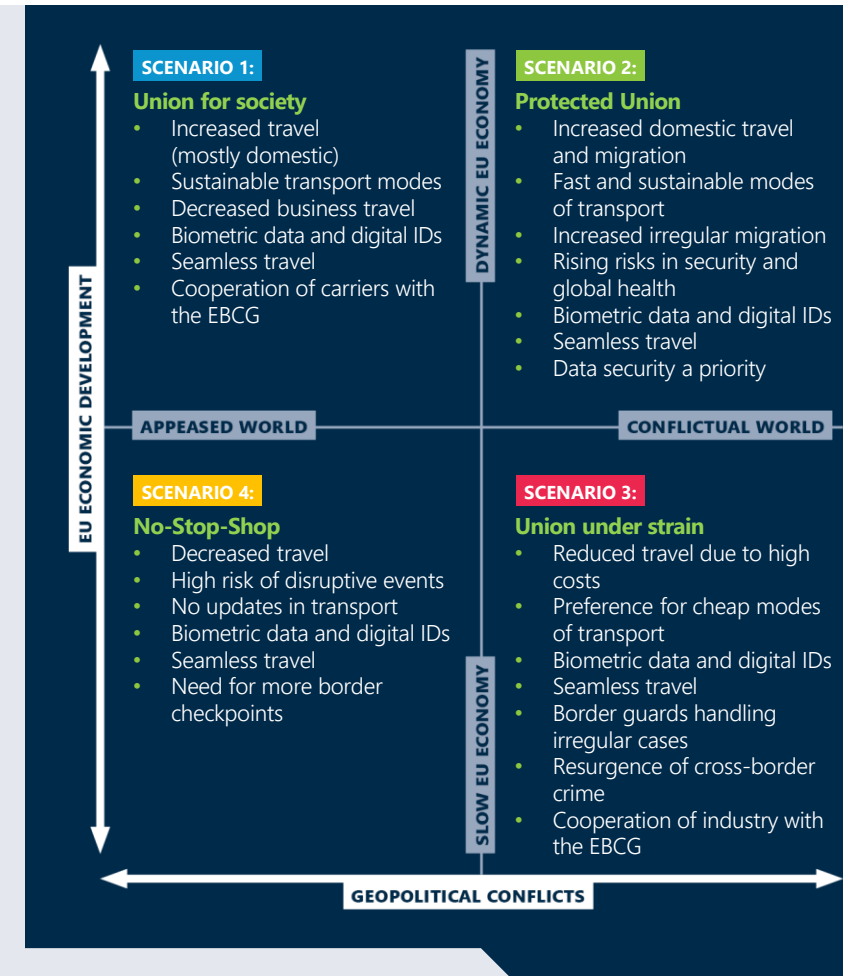 SCENARIO 1:
Union for society
• Increased travel
(mostly domestic)
• Sustainable transport modes
• Decreased business travel
• Biometric data and digital IDs
• Seamless travel
• Cooperation of carriers with
the EBCG
DYNAMIC EU ECONOMY
SCENARIO 2:
Protected Union
• Increased domestic travel
and migration
• Fast and sustainable modes
of transport
• Increased irregular migration
• Rising risks in security and
global health
• Biometric data and digital IDs
• Seamless travel
• Data security a priority
EU ECONOMIC DEVELOPMENT
APPEASED WORLD
CONFLICTUAL WORLD
SCENARIO 4:
No-Stop-Shop
• Decreased travel
• High risk of disruptive events
• No updates in transport
• Biometric data and digital IDs
• Seamless travel
• Need for more border
checkpoints
SLOW EU ECONOMY
SCENARIO 3:
Union under strain
• Reduced travel due to high
costs
• Preference for cheap modes
of transport
• Biometric data and digital IDs
• Seamless travel
• Border guards handling
irregular cases
• Resurgence of cross-border
crime
• Cooperation of industry with
the EBCG
GEOPOLITICAL CONFLICTS